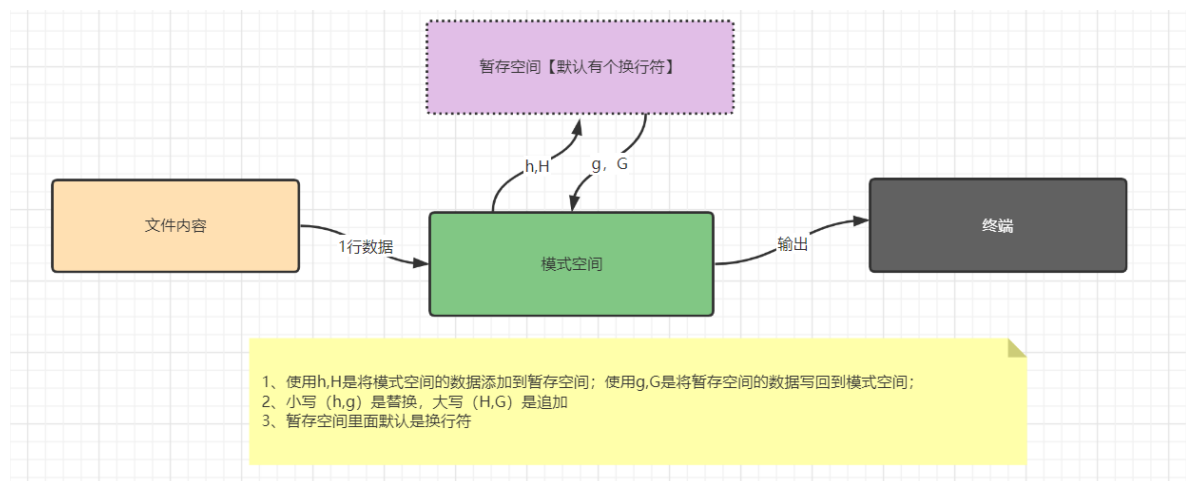 暂存空间【默认有个换行符】
h,H
g，G
文件内容
1行数据
模式空间
输出
终端
1、使用h,H是将模式空间的数据添加到暂存空间；使用g,G是将暂存空间的数据写回到模式空间；
2、小写（h,g）是替换，大写（H,G）是追加
3、暂存空间里面默认是换行符